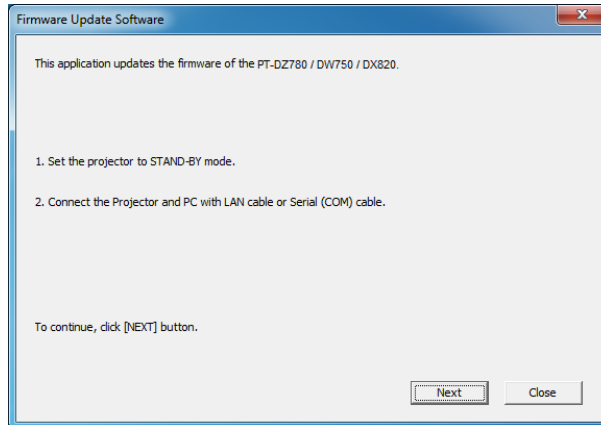 Firmware Update Software
This application updates the firmware of the PT-DZ780 / DW750 / DX820.
1. Set the projector to STAND-BY mode.
2. Connect the Projector and PC with LAN cable or Serial (COM) cable.
To continue, click [NEXT] button.
Next
Close